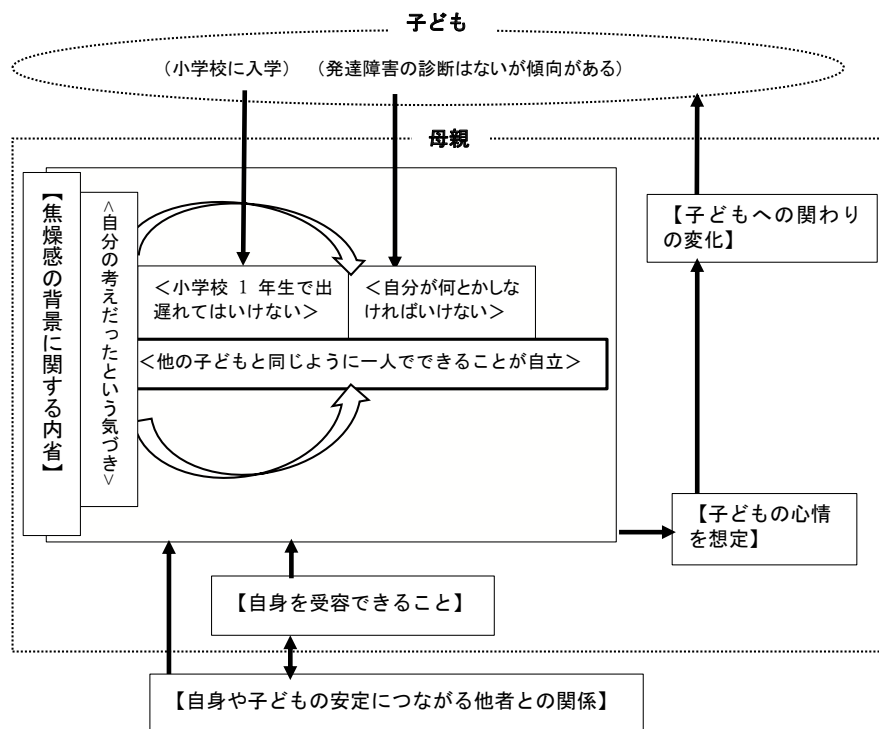 子ども
（小学校に入学）　（発達障害の診断はないが傾向がある）
母親
【焦燥感の背景に関する内省】
<自分の考えだったという気づき>
＜小学校 1 年生で出
遅れてはいけない＞
＜自分が何とかしな
ければいけない＞
＜他の子どもと同じように一人でできることが自立＞
【子どもへの関わり
の変化】
【子どもの心情
を想定】
【自身を受容できること】
【自身や子どもの安定につながる他者との関係】